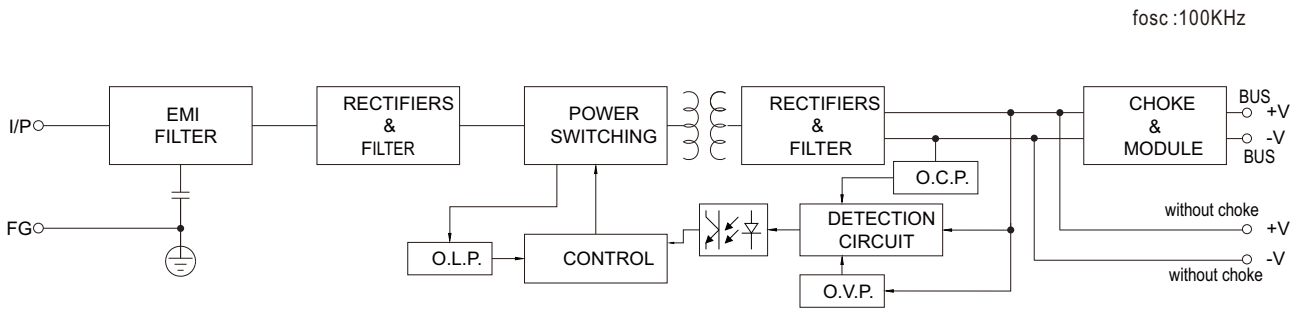 fosc :100KHz
I/P
EMI
FILTER
RECTIFIERS
&
FILTER
POWER
SWITCHING
RECTIFIERS
&
FILTER
CHOKE
&
MODULE
BUS
+V
-V
BUS
O.C.P.
FG
O.L.P.
CONTROL
DETECTION
CIRCUIT
O.V.P.
without choke
+V
-V
without choke